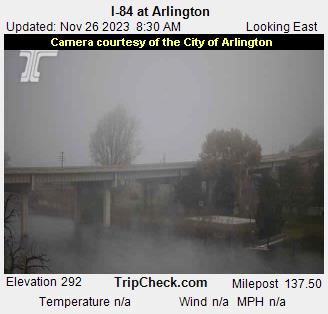 I-84 at Arlington
Updated: Nov 26 2023 8:30 AM Looking East
Camera courtesy of the City of Arlington
Elevation 292 TripCheck.com Milepost 137.50
Temperature n/a Wind n/a MPH n/a